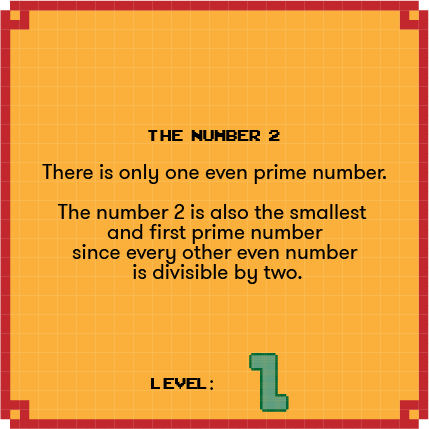 THE NUMBER 2
There is only one even prime number.
The number 2 is also the smallest
and first prime number
since every other even number
is divisible by two.
LEVEL: 1